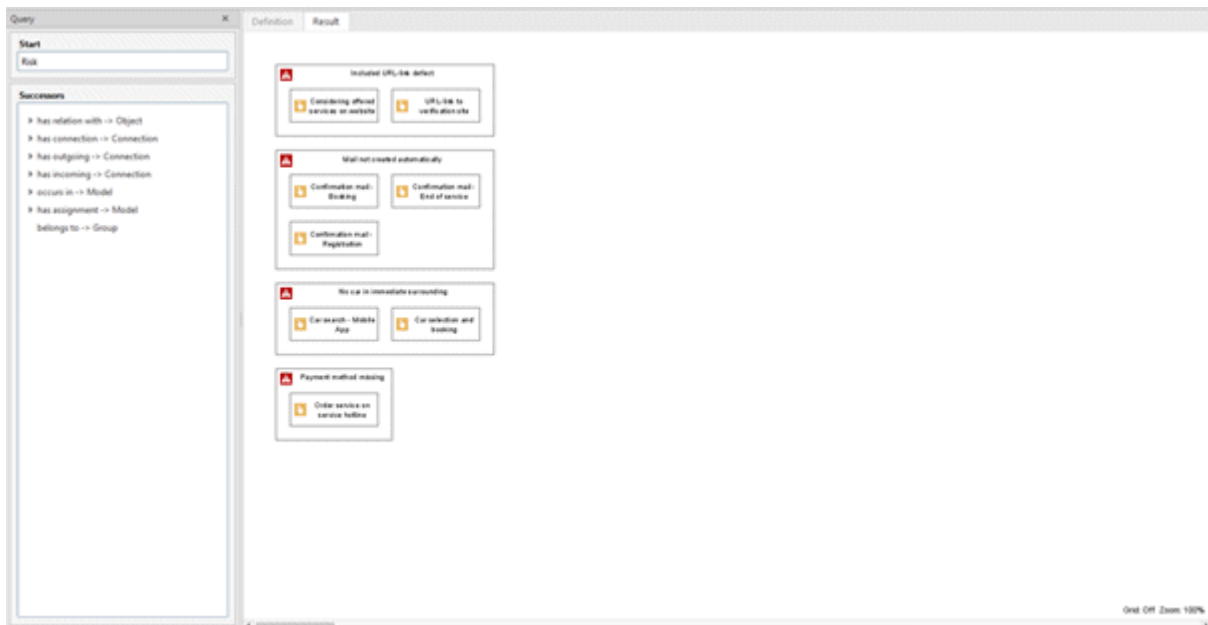 Query
×
Definition
Result
Start
Risk
Successors
has relation with -> Object
has connection -> Connection
has outgoing -> Connection
has incoming -> Connection
occurs in -> Model
has assignment -> Model
belongs to -> Group
Included URL-link defect
Considering offered
services on website
URL-link to
verification site
Mail not created automatically
Confirmation mail -
Booking
Confirmation mail -
End of service
Confirmation mail -
Registration
No car in immediate surrounding
Car search - Mobile
App
Car selection and
booking
Payment method missing
Order service on
service hotline
Grid: Off Zoom: 100%